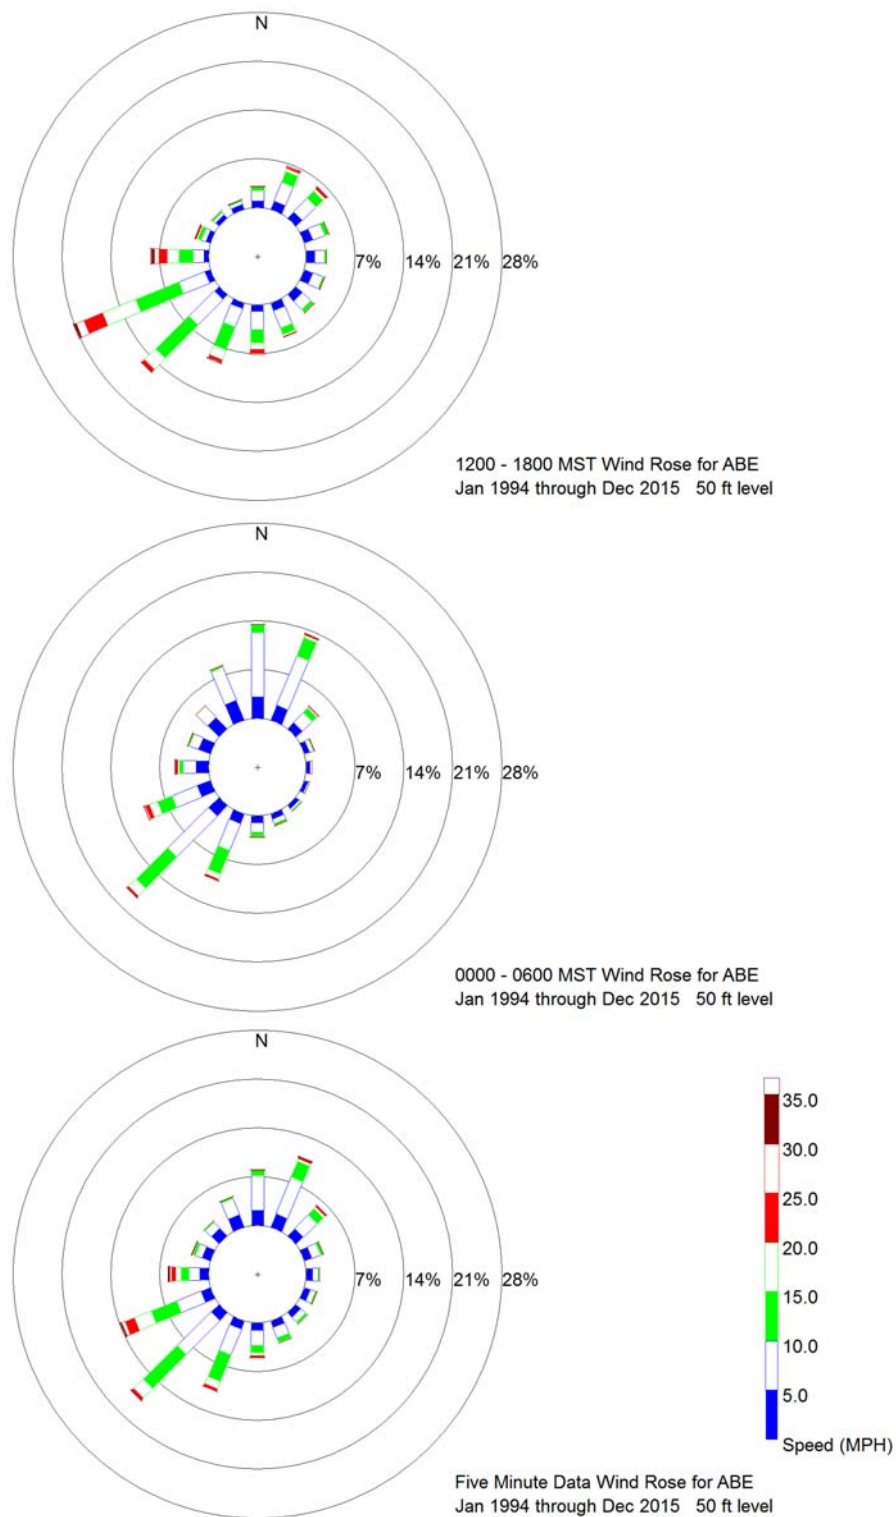 N
7% 14% 21% 28%
1200 - 1800 MST Wind Rose for ABE
Jan 1994 through Dec 2015 50 ft level
N
7% 14% 21% 28%
0000 - 0600 MST Wind Rose for ABE
Jan 1994 through Dec 2015 50 ft level
N
7% 14% 21% 28%
35.0
30.0
25.0
20.0
15.0
10.0
5.0
Speed (MPH)
Five Minute Data Wind Rose for ABE
Jan 1994 through Dec 2015 50 ft level